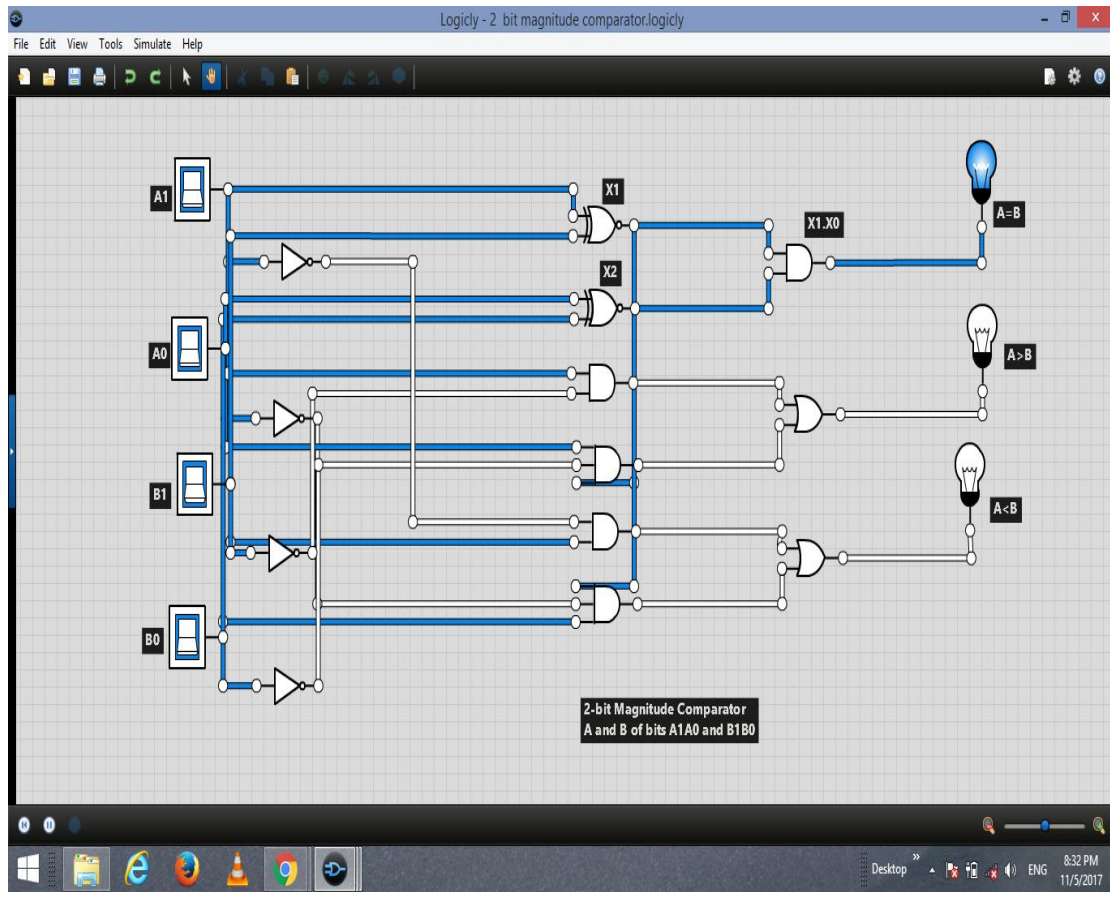 Logicly - 2 bit magnitude comparator.logicly
File Edit View Tools Simulate Help
A1
X1
A=B
X1.X0
X2
A0
A>B
B1
A<B
B0
2-bit Magnitude Comparator
A and B of bits A1A0 and B1B0
Desktop
ENG
8:32 PM
11/5/2017